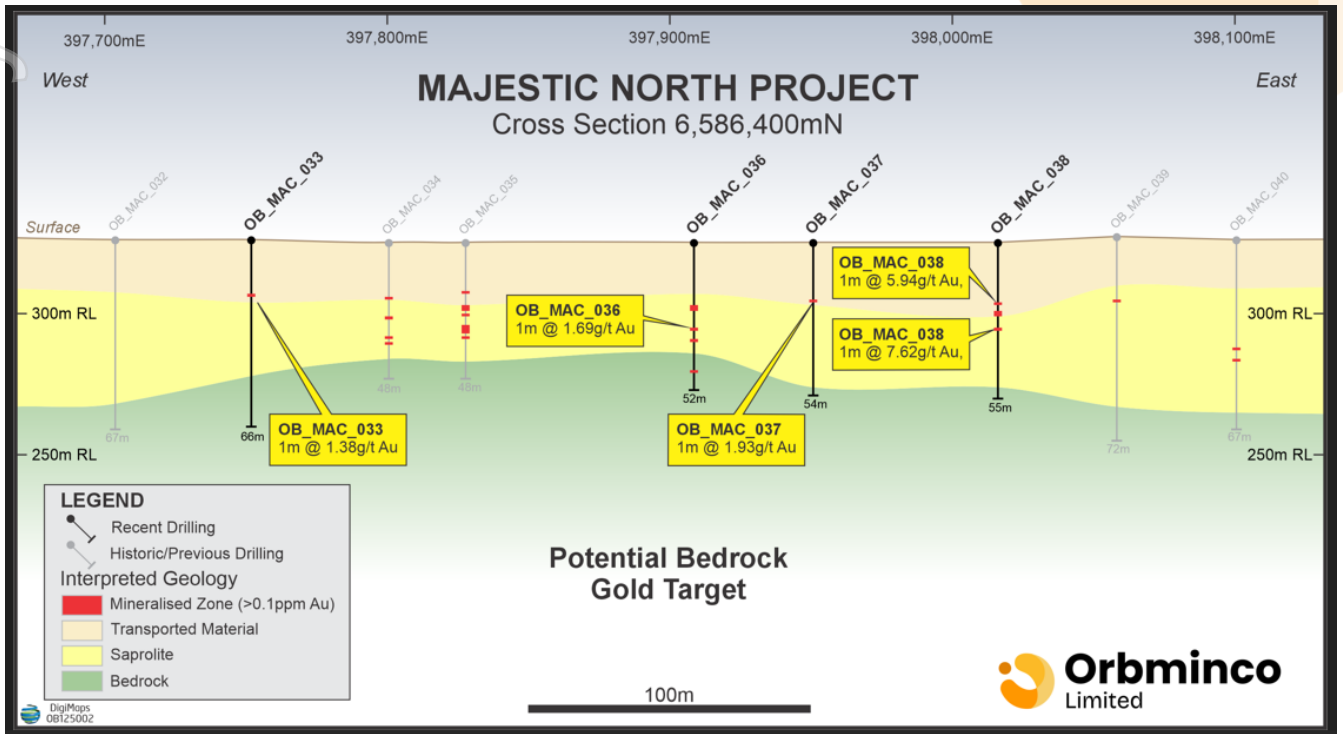 397,700mE
397,800mE
397,900mE
398,000mE
398,100mE
West
East
MAJESTIC NORTH PROJECT
Cross Section 6,586,400mN
OB_MAC_032
OB_MAC_033
OB_MAC_034
OB_MAC_035
OB_MAC_036
OB_MAC_037
OB_MAC_038
OB_MAC_039
OB_MAC_040
Surface
OB_MAC_038
1m @ 5.94g/t Au,
300m RL
300m RL
OB_MAC_036
1m @ 1.69g/t Au
OB_MAC_038
1m @ 7.62g/t Au,
48m
48m
52m
54m
55m
67m
66m
72m
67m
OB_MAC_033
1m @ 1.38g/t Au
OB_MAC_037
1m @ 1.93g/t Au
250m RL
250m RL
LEGEND
Recent Drilling
Historic/Previous Drilling
Interpreted Geology
Mineralised Zone (>0.1ppm Au)
Transported Material
Saprolite
Bedrock
Potential Bedrock
Gold Target
100m
DigiMaps
OB125002
Orbminco
Limited